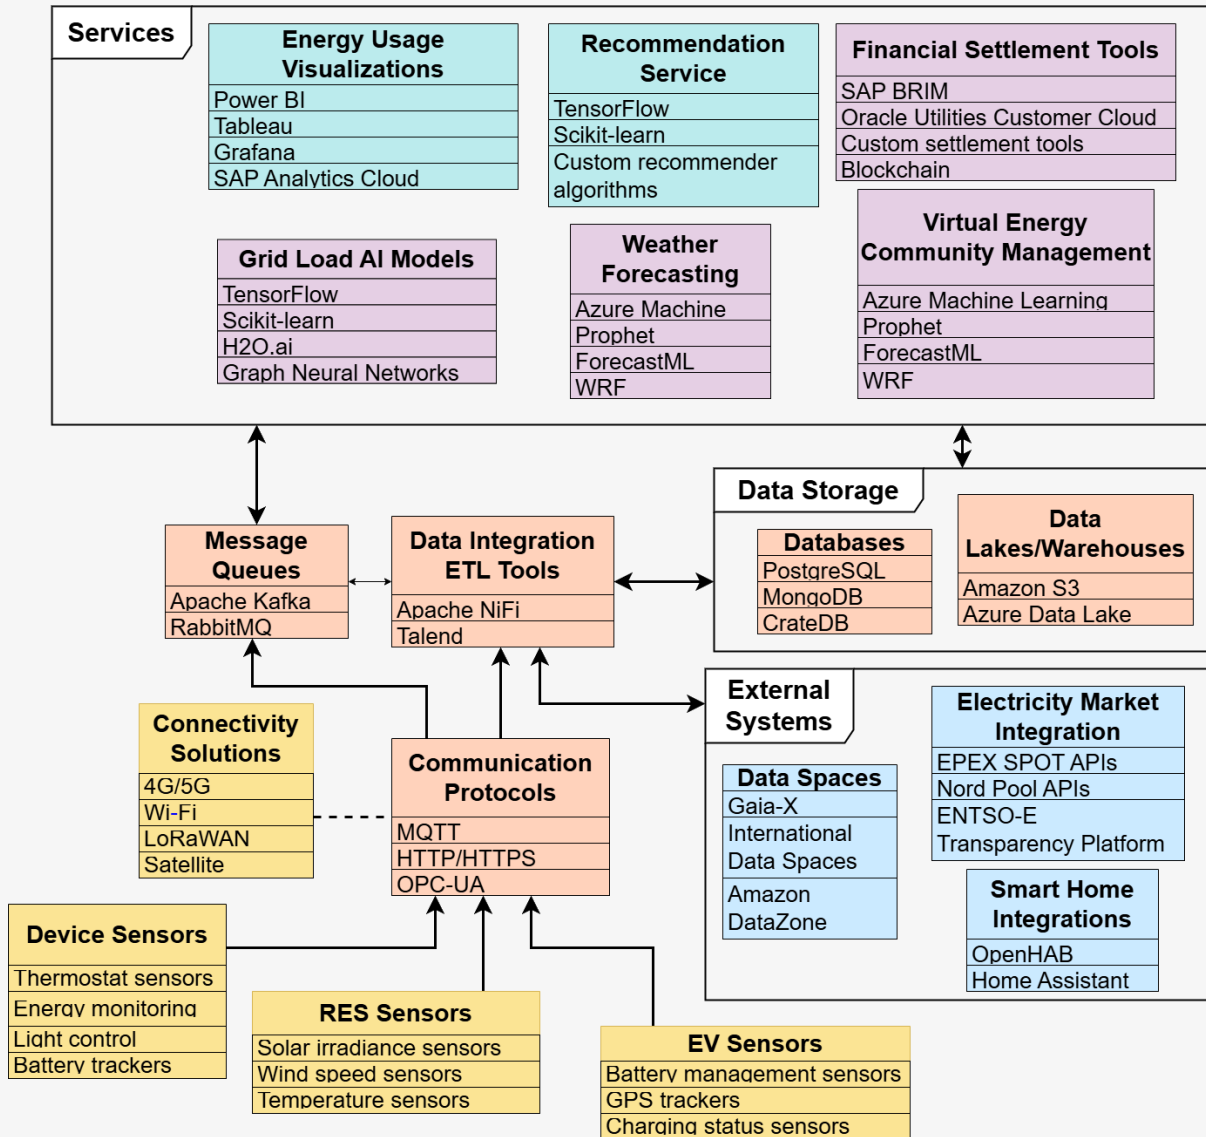 Services
Energy Usage
Visualizations
Power BI
Tableau
Grafana
SAP Analytics Cloud
Recommendation
Service
TensorFlow
Scikit-learn
Custom recommender
algorithms
Financial Settlement Tools
SAP BRIM
Oracle Utilities Customer Cloud
Custom settlement tools
Blockchain
Grid Load AI Models
TensorFlow
Scikit-learn
H2O.ai
Graph Neural Networks
Weather
Forecasting
Azure Machine
Prophet
ForecastML
WRF
Virtual Energy
Community Management
Azure Machine Learning
Prophet
ForecastML
WRF
Message
Queues
Apache Kafka
RabbitMQ
Data Integration
ETL Tools
Apache NiFi
Talend
Data Storage
Databases
PostgreSQL
MongoDB
CrateDB
Data
Lakes/Warehouses
Amazon S3
Azure Data Lake
Connectivity
Solutions
4G/5G
Wi-Fi
LoRaWAN
Satellite
Communication
Protocols
MQTT
HTTP/HTTPS
OPC-UA
External
Systems
Data Spaces
Gaia-X
International
Data Spaces
Amazon
DataZone
Electricity Market
Integration
EPEX SPOT APIs
Nord Pool APIs
ENTSO-E
Transparency Platform
Smart Home
Integrations
OpenHAB
Home Assistant
Device Sensors
Thermostat sensors
Energy monitoring
Light control
Battery trackers
RES Sensors
Solar irradiance sensors
Wind speed sensors
Temperature sensors
EV Sensors
Battery management sensors
GPS trackers
Charging status sensors